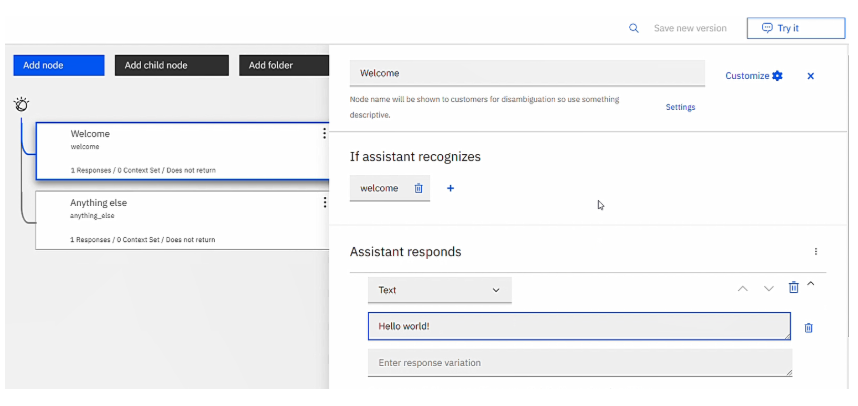 Save new version
Try it
Add node
Add child node
Add folder
Welcome
Customize
Node name will be shown to customers for disambiguation so use something
descriptive.
Settings
Welcome
welcome
1 Responses / 0 Context Set / Does not return
If assistant recognizes
welcome
Anything else
anything_else
1 Responses / 0 Context Set / Does not return
Assistant responds
Text
Hello world!
Enter response variation